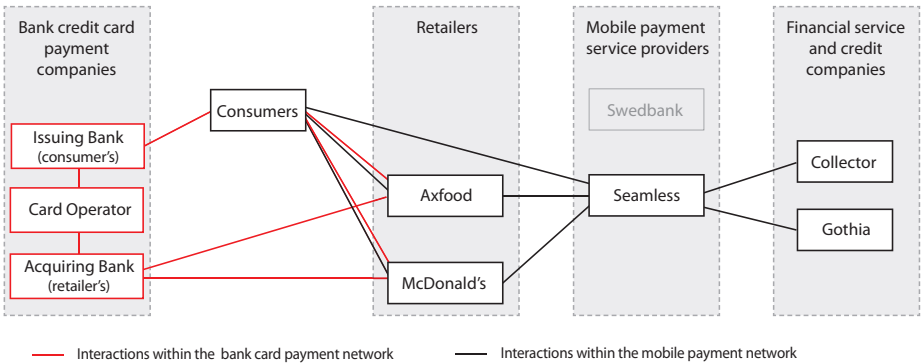 Bank credit card
payment
companies
Retailers
Mobile payment
service providers
Financial service
and credit
companies
Consumers
Swedbank
Issuing Bank
(consumer's)
Card Operator
Acquiring Bank
(retailer's)
Axfood
McDonald's
Seamless
Collector
Gothia
Interactions within the bank card payment network
Interactions within the mobile payment network